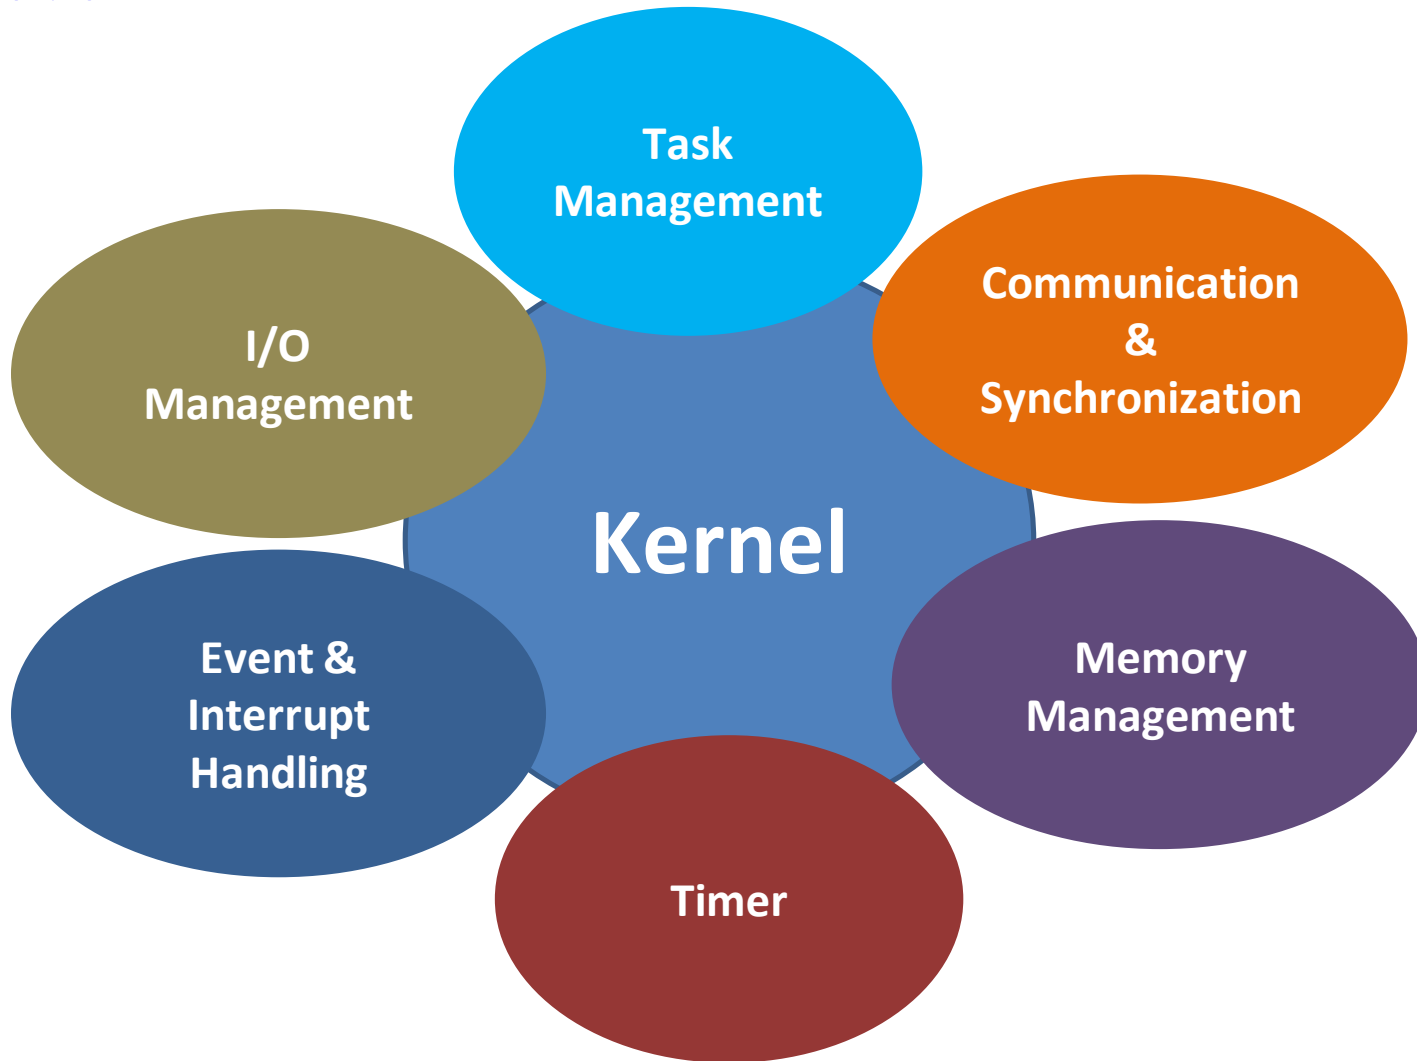 Task
Management
Communication
&
Synchronization
I/O
Management
Kernel
Event &
Interrupt
Handling
Memory
Management
Timer